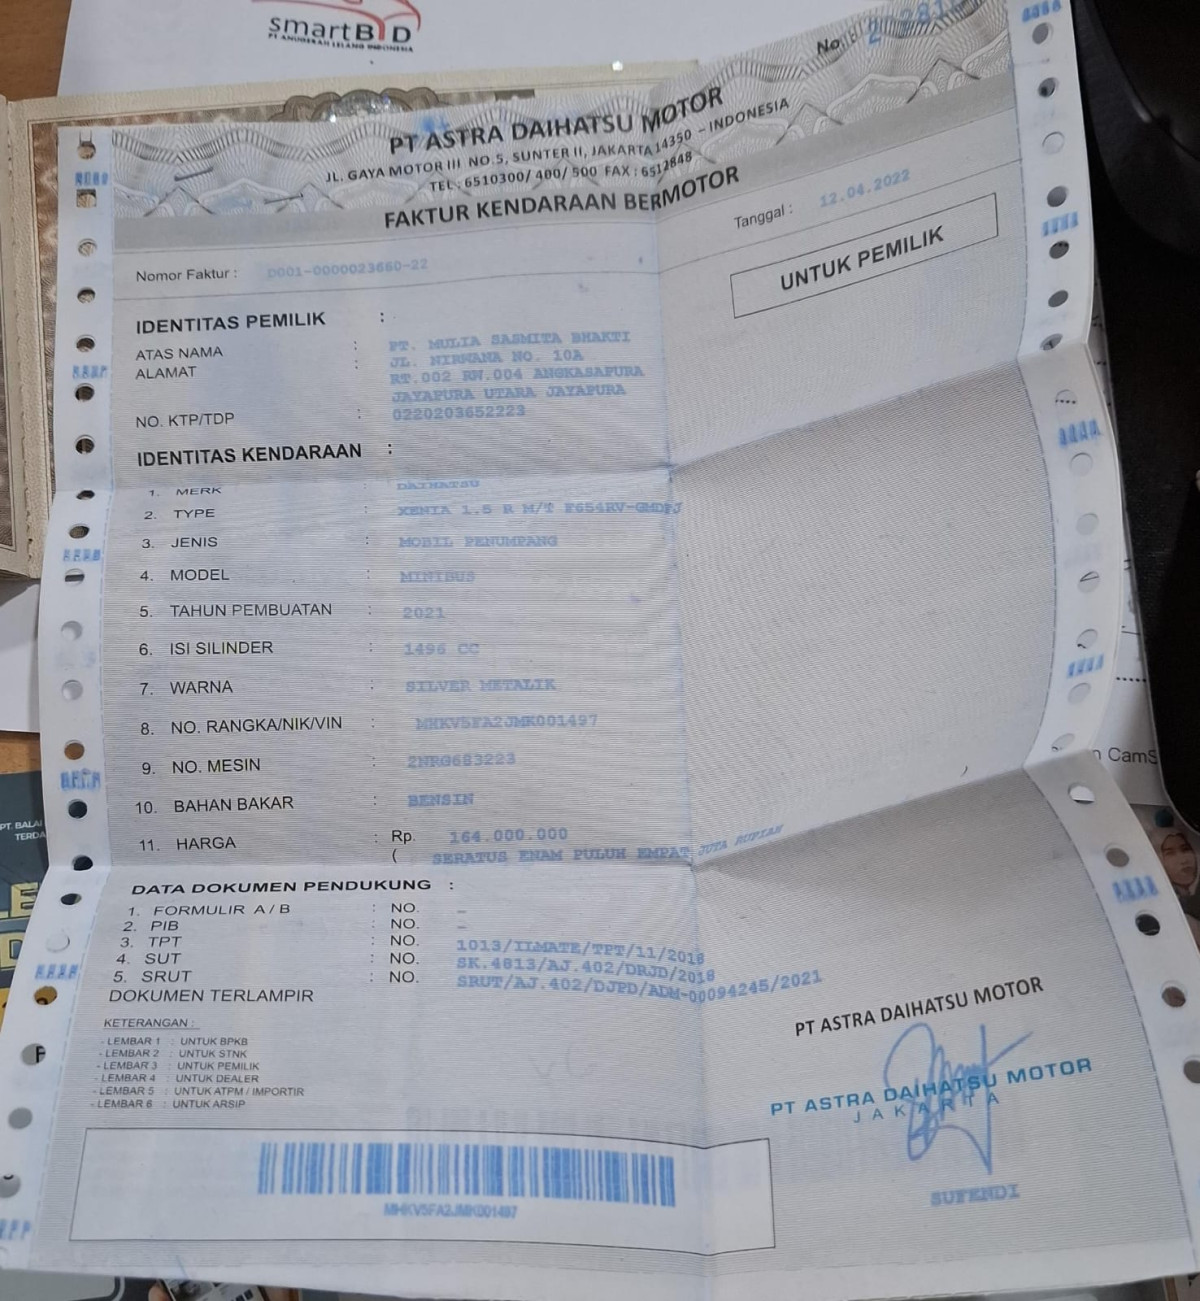 smartBID
PT ANUGERAH LELANG INDONESIA
No.
PT ASTRA DAIHATSU MOTOR
JL. GAYA MOTOR III NO.5, SUNTER II, JAKARTA 14350 – INDONESIA
TEL : 6510300/ 400/ 500 FAX : 6512848
FAKTUR KENDARAAN BERMOTOR
Tanggal : 12.04.2022
Nomor Faktur : D001-0000023660-22
UNTUK PEMILIK
IDENTITAS PEMILIK :
ATAS NAMA : PT. MULIA SASMITA BHAKTI
ALAMAT : JL. NIRWANA NO. 10A
RT.002 RW.004 ANGKASAPURA
JAYAPURA UTARA JAYAPURA
NO. KTP/TDP : 0220203652223
IDENTITAS KENDARAAN :
1. MERK : DAIHATSU
2. TYPE : XENIA 1.5 R M/T F654RV-GMDFJ
3. JENIS : MOBIL PENUMPANG
4. MODEL : MINIBUS
5. TAHUN PEMBUATAN : 2021
6. ISI SILINDER : 1496 CC
7. WARNA : SILVER METALIK
8. NO. RANGKA/NIK/VIN : MHKV5FA2JMK001497
9. NO. MESIN : 2NRG683223
10. BAHAN BAKAR : BENSIN
11. HARGA : Rp. 164.000.000
( SERATUS ENAM PULUH EMPAT JUTA RUPIAH
DATA DOKUMEN PENDUKUNG :
1. FORMULIR A / B : NO. –
2. PIB : NO. –
3. TPT : NO. 1013/ILMATE/TPT/11/2018
4. SUT : NO. SK.4813/AJ.402/DRJD/2018
5. SRUT : NO. SRUT/AJ.402/DJPD/ADM-00094245/2021
DOKUMEN TERLAMPIR
KETERANGAN :
- LEMBAR 1 : UNTUK BPKB
- LEMBAR 2 : UNTUK STNK
- LEMBAR 3 : UNTUK PEMILIK
- LEMBAR 4 : UNTUK DEALER
- LEMBAR 5 : UNTUK ATPM / IMPORTIR
- LEMBAR 6 : UNTUK ARSIP
PT ASTRA DAIHATSU MOTOR
PT ASTRA DAIHATSU MOTOR
JAKARTA
SUFENDI
MHKV5FA2JMK001497
PT. BALAI
CamS